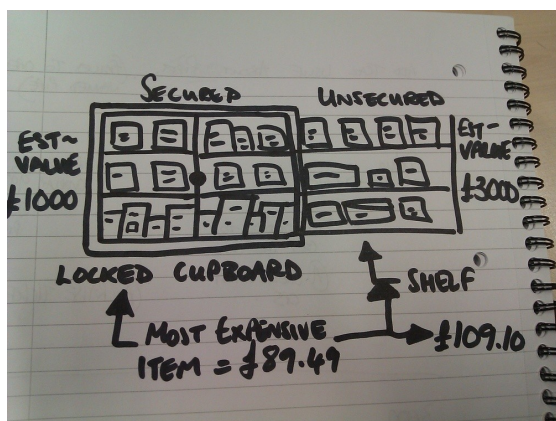 SECURED
UNSECURED
EST~
VALUE
£1000
EST~
VALUE
£3000
LOCKED CUPBOARD
SHELF
MOST EXPENSIVE
ITEM = £89.49
£109.10